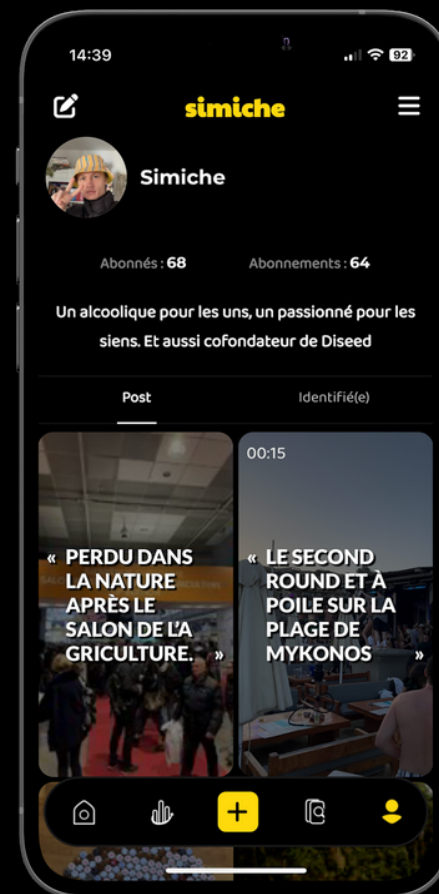 14:39
92
simiche
Simiche
Abonnés : 68
Abonnements : 64
Un alcoolique pour les uns, un passionné pour les
siens. Et aussi cofondateur de Diseed
Post
Identifié(e)
« PERDU DANS
LA NATURE
APRÈS LE
SALON DE L'A
GRICULTURE. »
00:15
« LE SECOND
ROUND ET À
POILE SUR LA
PLAGE DE
MYKONOS »